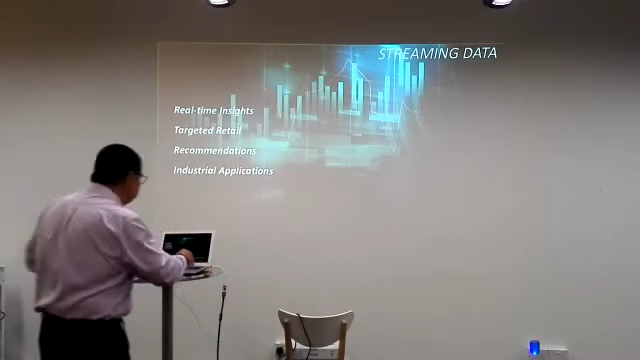 STREAMING DATA
Real-time Insights
Targeted Retail
Recommendations
Industrial Applications